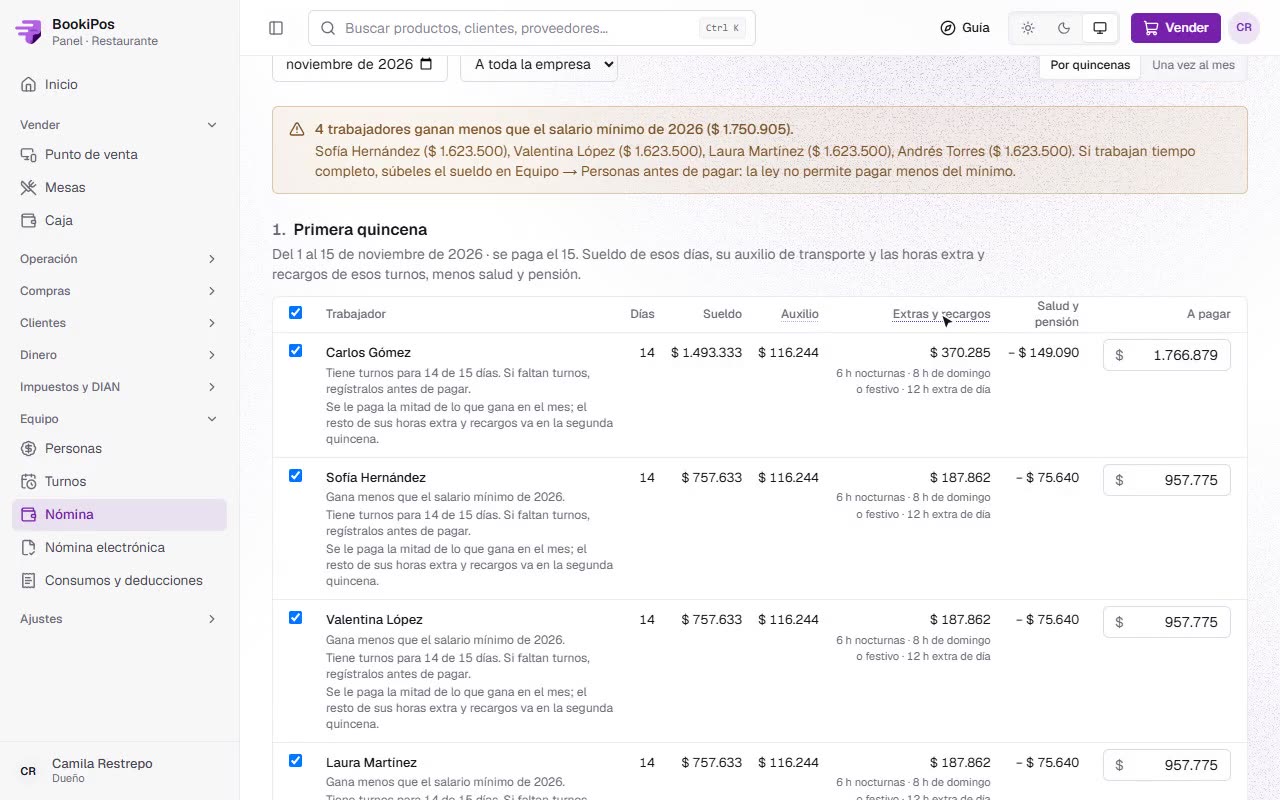 BookiPos
Panel · Restaurante
Buscar productos, clientes, proveedores...
Ctrl K
Guía
Vender
CR
Inicio
Vender
Punto de venta
Mesas
Caja
Operación
Compras
Clientes
Dinero
Impuestos y DIAN
Equipo
Personas
Turnos
Nómina
Nómina electrónica
Consumos y deducciones
Ajustes
CR
Camila Restrepo
Dueño
noviembre de 2026
A toda la empresa
Por quincenas
Una vez al mes
4 trabajadores ganan menos que el salario mínimo de 2026 ($ 1.750.905).
Sofía Hernández ($ 1.623.500), Valentina López ($ 1.623.500), Laura Martínez ($ 1.623.500), Andrés Torres ($ 1.623.500). Si trabajan tiempo
completo, súbeles el sueldo en Equipo → Personas antes de pagar: la ley no permite pagar menos del mínimo.
1. Primera quincena
Del 1 al 15 de noviembre de 2026 · se paga el 15. Sueldo de esos días, su auxilio de transporte y las horas extra y
recargos de esos turnos, menos salud y pensión.
Trabajador Días Sueldo Auxilio Extras y recargos Salud y pensión A pagar
Carlos Gómez 14 $ 1.493.333 $ 116.244 $ 370.285 − $ 149.090 $ 1.766.879
Tiene turnos para 14 de 15 días. Si faltan turnos, 6 h nocturnas · 8 h de domingo
regístralos antes de pagar. o festivo · 12 h extra de día
Se le paga la mitad de lo que gana en el mes; el
resto de sus horas extra y recargos va en la segunda
quincena.
Sofía Hernández 14 $ 757.633 $ 116.244 $ 187.862 − $ 75.640 $ 957.775
Gana menos que el salario mínimo de 2026. 6 h nocturnas · 8 h de domingo
Tiene turnos para 14 de 15 días. Si faltan turnos, o festivo · 12 h extra de día
regístralos antes de pagar.
Se le paga la mitad de lo que gana en el mes; el
resto de sus horas extra y recargos va en la segunda
quincena.
Valentina López 14 $ 757.633 $ 116.244 $ 187.862 − $ 75.640 $ 957.775
Gana menos que el salario mínimo de 2026. 6 h nocturnas · 8 h de domingo
Tiene turnos para 14 de 15 días. Si faltan turnos, o festivo · 12 h extra de día
regístralos antes de pagar.
Se le paga la mitad de lo que gana en el mes; el
resto de sus horas extra y recargos va en la segunda
quincena.
Laura Martínez 14 $ 757.633 $ 116.244 $ 187.862 − $ 75.640 $ 957.775
Gana menos que el salario mínimo de 2026. 6 h nocturnas · 8 h de domingo
Tiene turnos para 14 de 15 días. Si faltan turnos, o festivo · 12 h extra de día